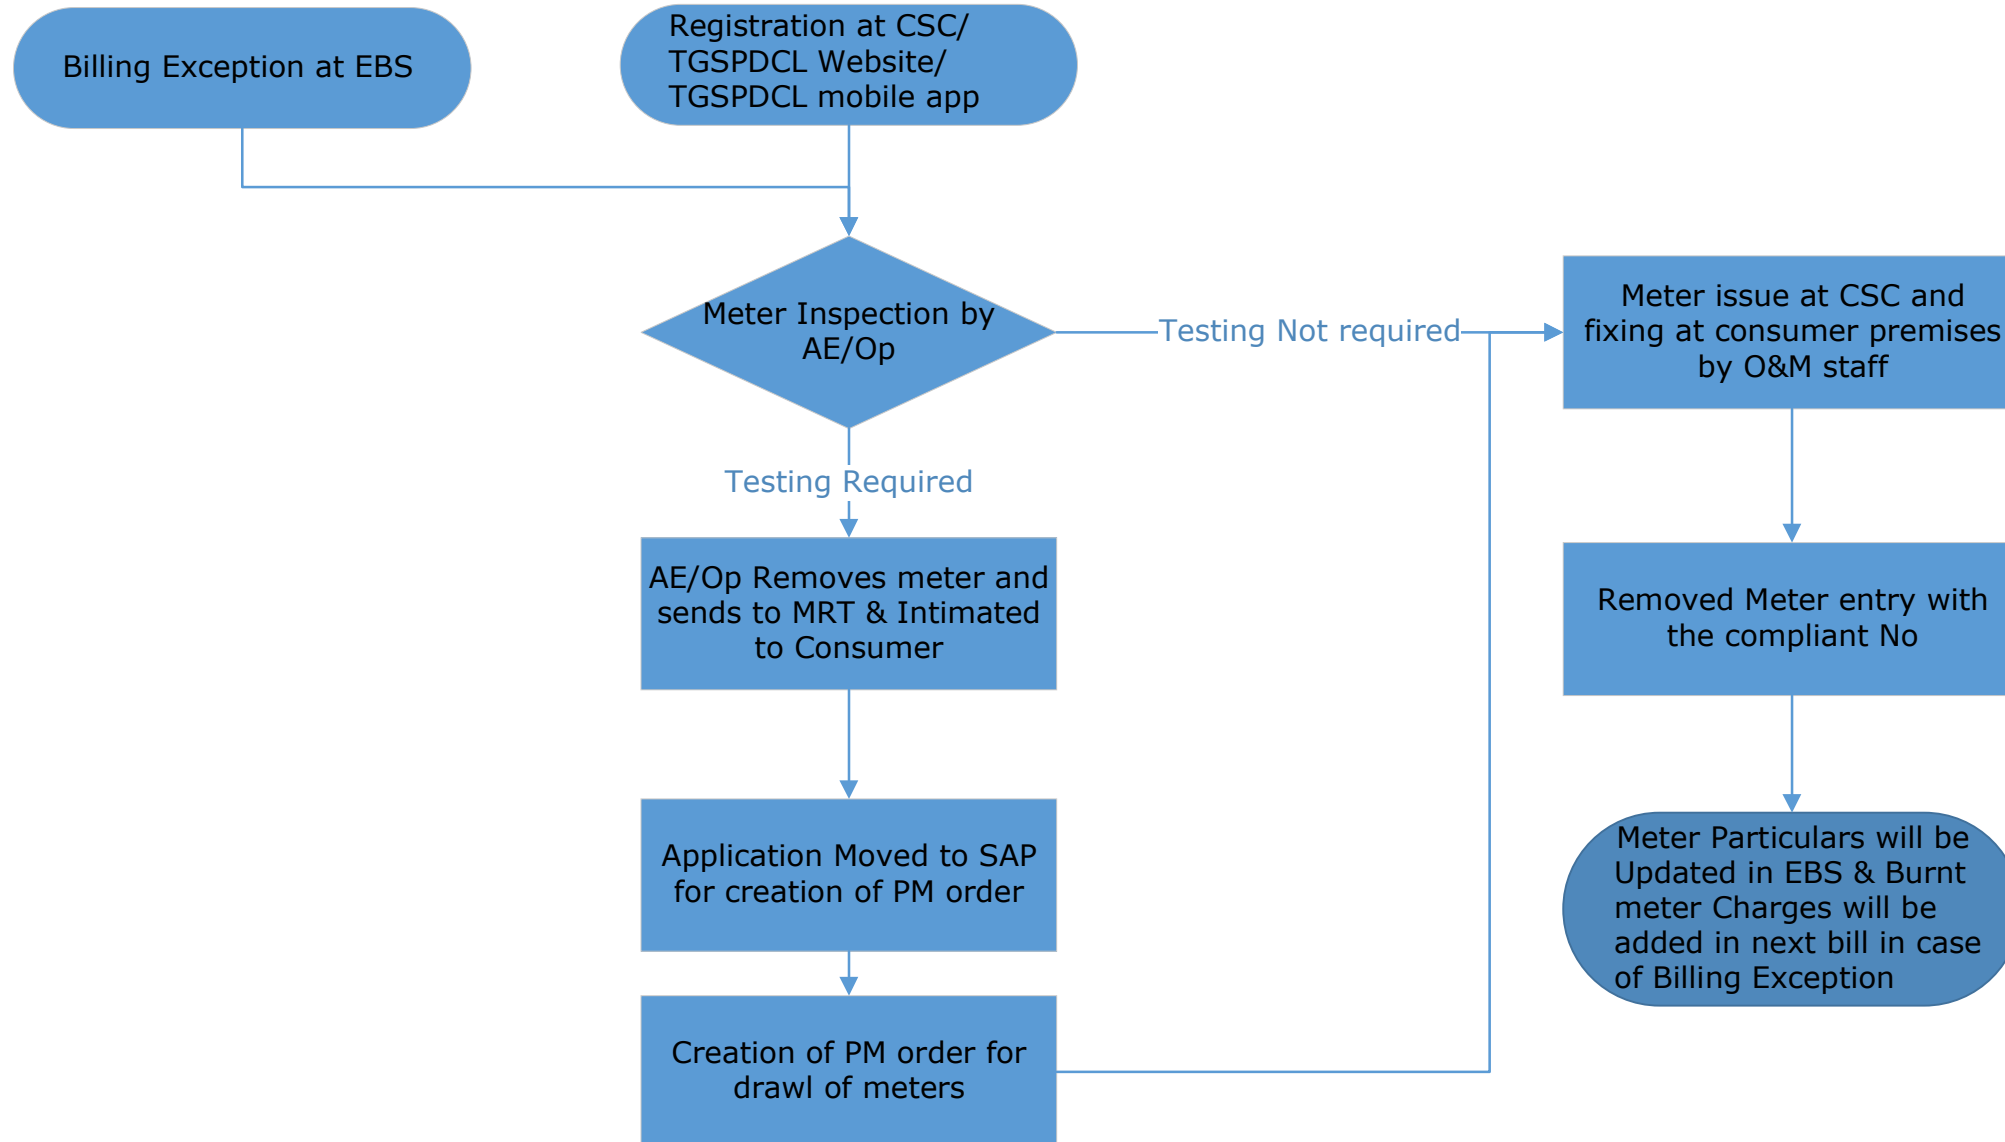 Billing Exception at EBS
Registration at CSC/
TGSPDCL Website/
TGSPDCL mobile app
Meter Inspection by
AE/Op
Testing Not required
Meter issue at CSC and
fixing at consumer premises
by O&M staff
Testing Required
AE/Op Removes meter and
sends to MRT & Intimated
to Consumer
Removed Meter entry with
the compliant No
Application Moved to SAP
for creation of PM order
Meter Particulars will be
Updated in EBS & Burnt
meter Charges will be
added in next bill in case
of Billing Exception
Creation of PM order for
drawl of meters